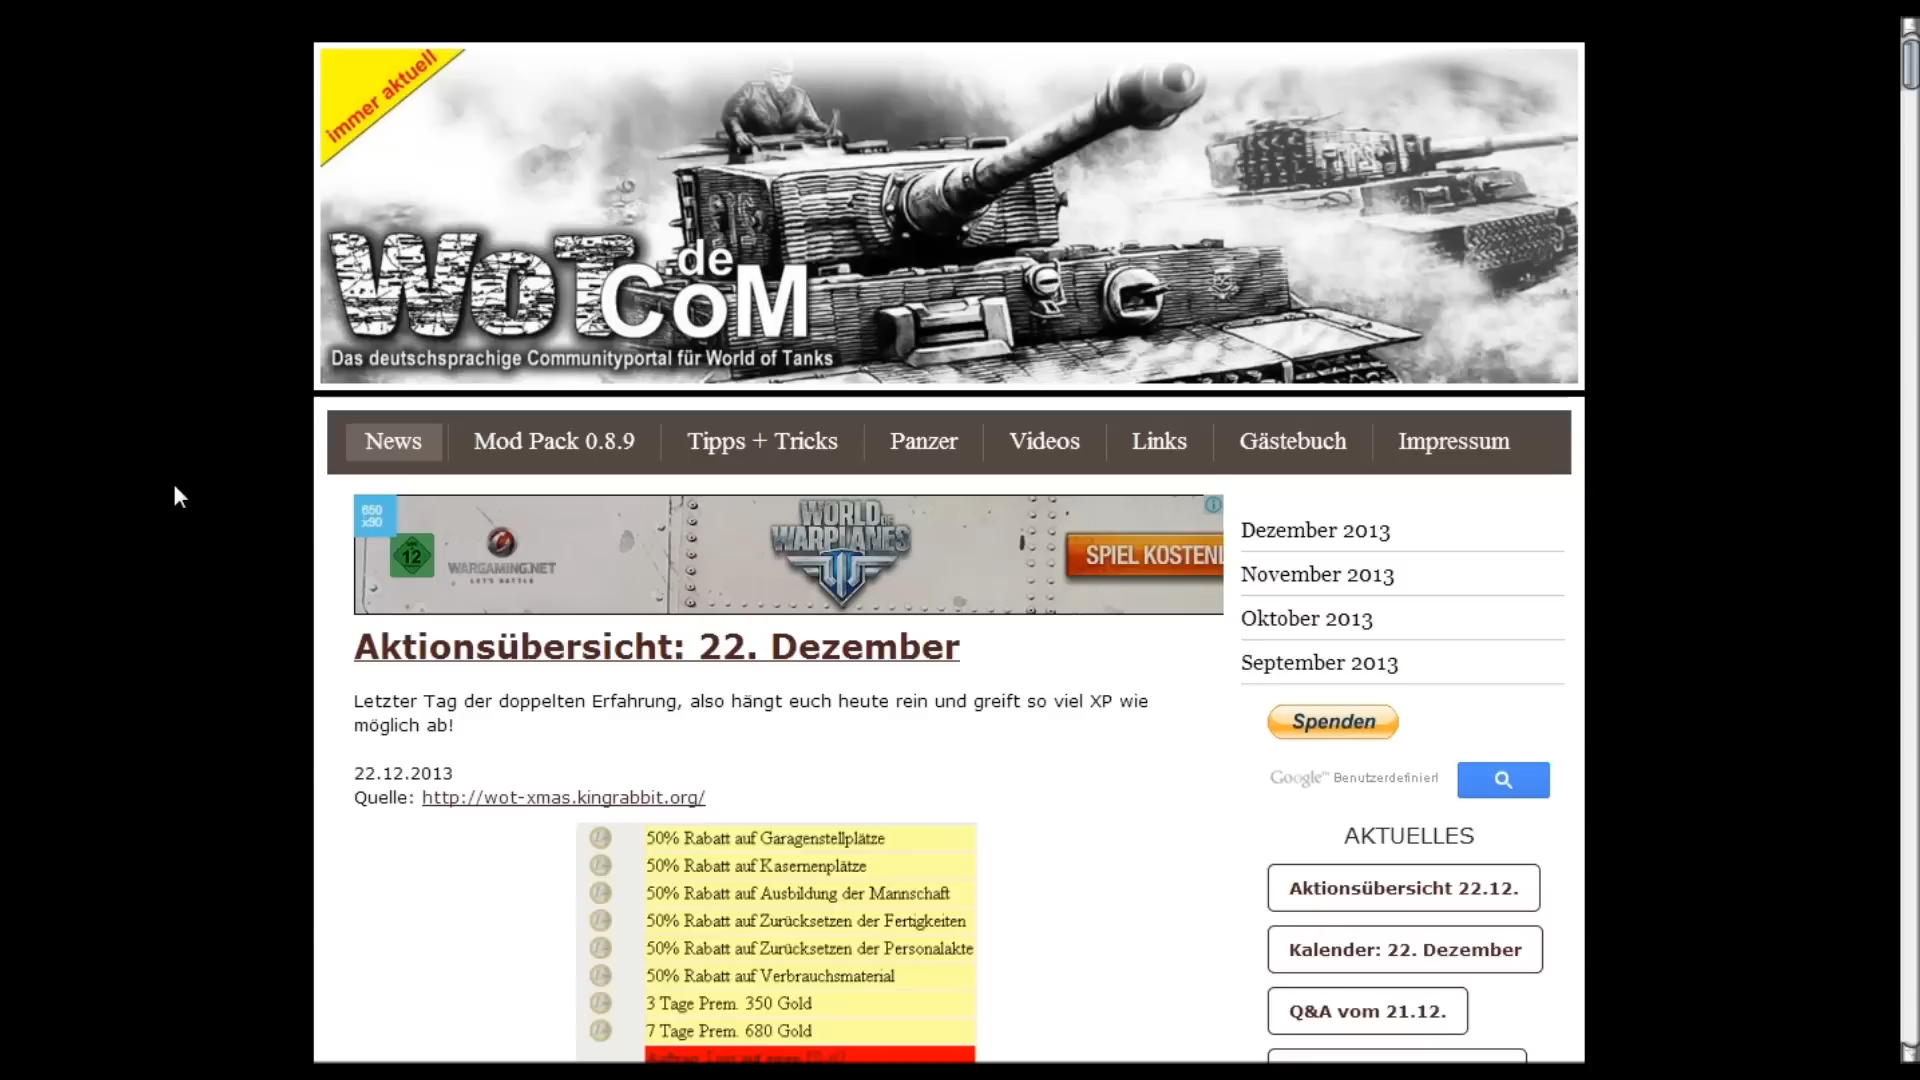 immer aktuell
WoT
.de
CoM
Das deutschsprachige Communityportal für World of Tanks
News
Mod Pack 0.8.9
Tipps + Tricks
Panzer
Videos
Links
Gästebuch
Impressum
650
x90
12
WARGAMING.NET
LET'S BATTLE
WORLD OF
WARPLANES
SPIEL KOSTENL
Aktionsübersicht: 22. Dezember
Letzter Tag der doppelten Erfahrung, also hängt euch heute rein und greift so viel XP wie
möglich ab!
22.12.2013
Quelle: http://wot-xmas.kingrabbit.org/
50% Rabatt auf Garagenstellplätze
50% Rabatt auf Kasernenplätze
50% Rabatt auf Ausbildung der Mannschaft
50% Rabatt auf Zurücksetzen der Fertigkeiten
50% Rabatt auf Zurücksetzen der Personalakte
50% Rabatt auf Verbrauchsmaterial
3 Tage Prem. 350 Gold
7 Tage Prem. 680 Gold
Dezember 2013
November 2013
Oktober 2013
September 2013
Spenden
Google™ Benutzerdefiniert
AKTUELLES
Aktionsübersicht 22.12.
Kalender: 22. Dezember
Q&A vom 21.12.